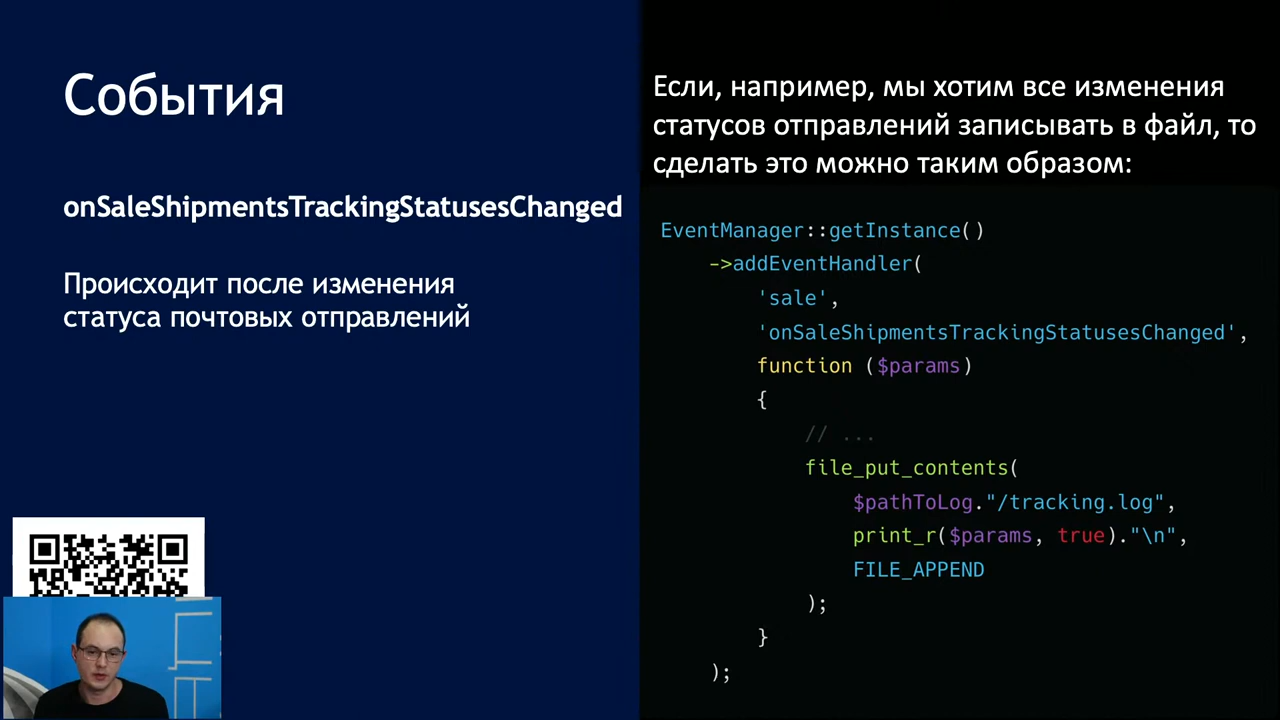 События
onSaleShipmentsTrackingStatusesChanged
Происходит после изменения
статуса почтовых отправлений
Если, например, мы хотим все изменения
статусов отправлений записывать в файл, то
сделать это можно таким образом:
EventManager::getInstance()
->addEventHandler(
'sale',
'onSaleShipmentsTrackingStatusesChanged',
function ($params)
{
// ...
file_put_contents(
$pathToLog."/tracking.log",
print_r($params, true)."\n",
FILE_APPEND
);
}
);